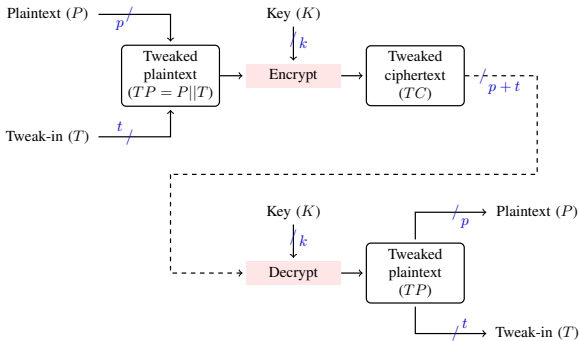 Plaintext (P)
p
Key (K)
k
Tweaked
plaintext
(TP = P||T)
Encrypt
Tweaked
ciphertext
(TC)
p + t
Tweak-in (T)
t
Key (K)
k
Decrypt
Tweaked
plaintext
(TP)
p
Plaintext (P)
t
Tweak-in (T)